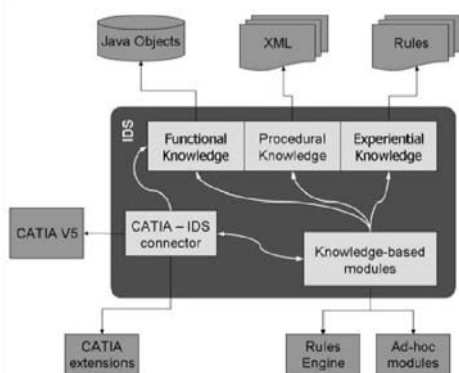 Java Objects
XML
Rules
IDS
Functional
Knowledge
Procedural
Knowledge
Experiential
Knowledge
CATIA V5
CATIA – IDS
connector
Knowledge-based
modules
CATIA
extensions
Rules
Engine
Ad-hoc
modules